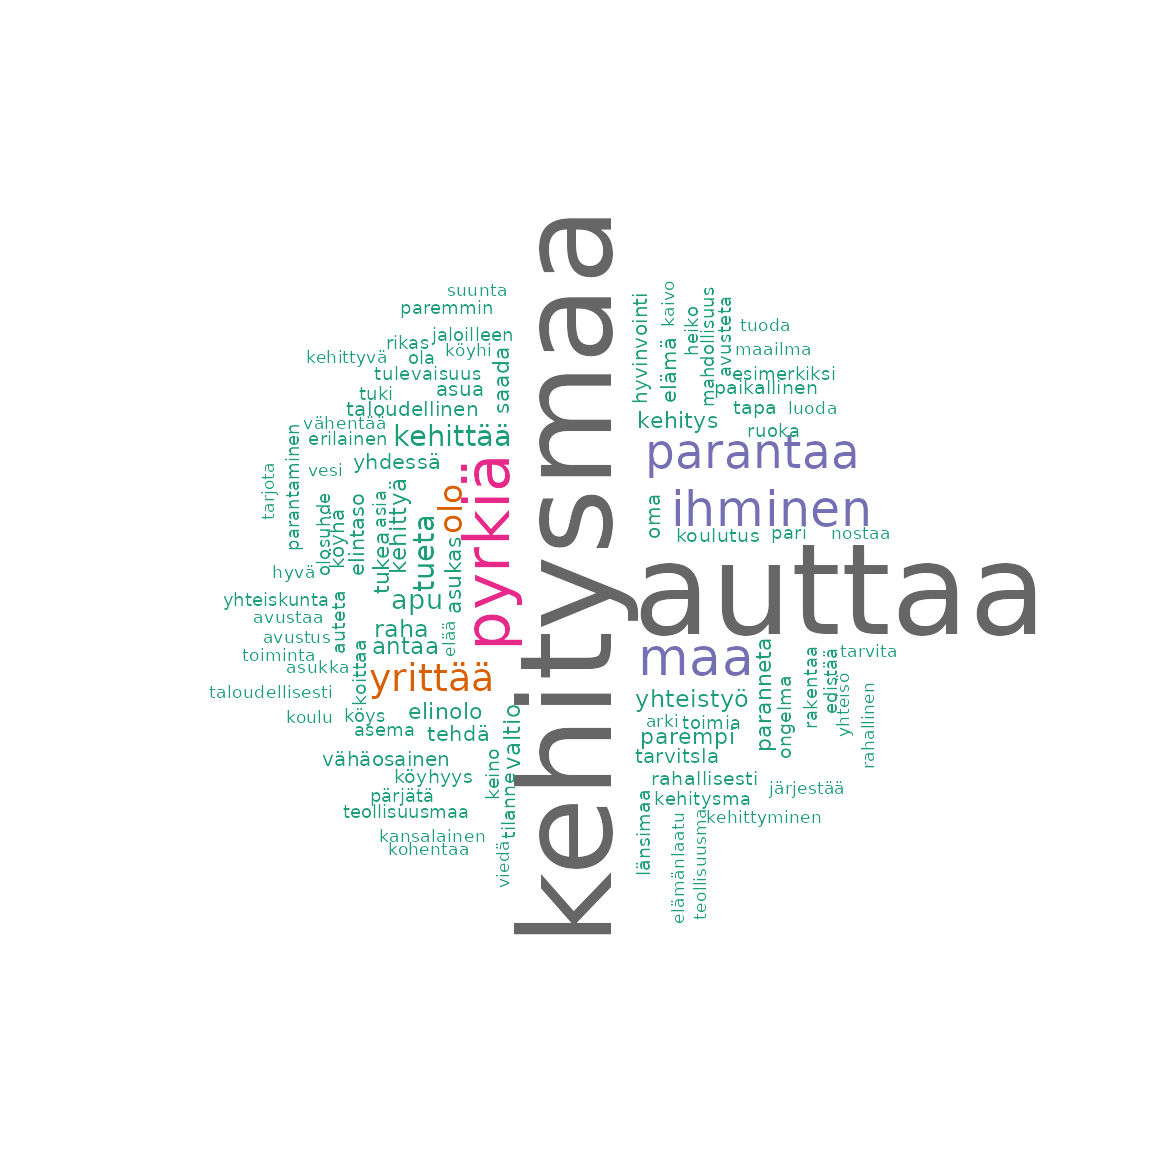 suunta
paremmin
jaloilleen
rikas
köyhi
kehittyvä
ola
tulevaisuus
asua
tuki
saada
taloudellinen
vähentää
erilainen
kehittää
yhdessä
vesi
parantaminen
tarjota
olosuhde
köyhä
elintaso
asia
tukea
kehittyä
tueta
olo
asukas
pyrkiä
kehitysmaa
hyvinvointi
kaivo
elämä
heiko
mahdollisuus
avusteta
tuoda
maailma
esimerkiksi
paikallinen
tapa
luoda
kehitys
ruoka
parantaa
ihminen
oma
koulutus
pari
nostaa
auttaa
hyvä
yhteiskunta
avustaa
avustus
toiminta
asukka
auteta
koittaa
apu
raha
antaa
elää
yrittää
taloudellisesti
koulu
köys
asema
elinolo
tehdä
valtio
vähäosainen
köyhyys
keino
tilanne
pärjätä
teollisuusmaa
kansalainen
kohentaa
viedä
maa
yhteistyö
arki
toimia
parempi
tarvitsla
paranneta
ongelma
rakentaa
edistää
yhteisö
tarvita
rahallinen
rahallisesti
järjestää
kehitysma
kehittyminen
länsimaa
elämänlaatu
teollisuusma